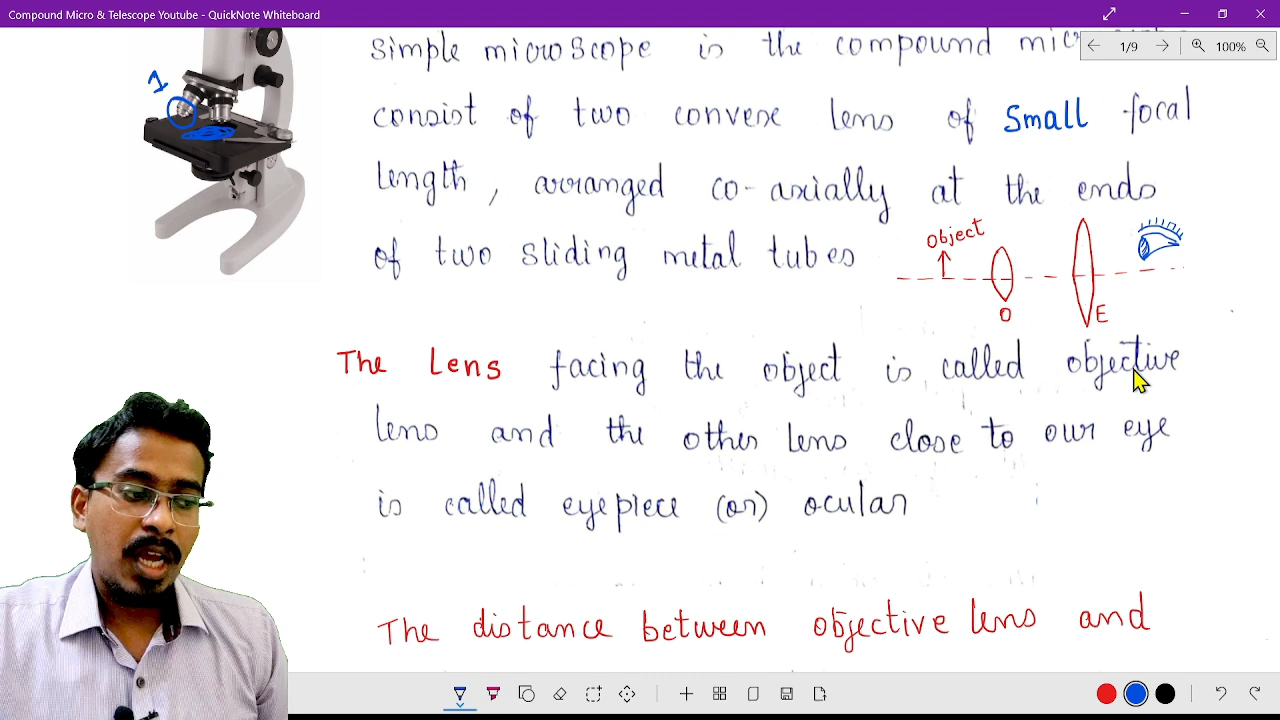 Compound Micro & Telescope Youtube - QuickNote Whiteboard
1/9 100%
simple microscope is the compound
1
consist of two convex lens of Small focal
length, arranged co-axially at the ends
of two sliding metal tubes
object
O
E
The Lens facing the object is called objective
lens and the other lens close to our eye
is called eyepiece (or) ocular
The distance between objective lens and